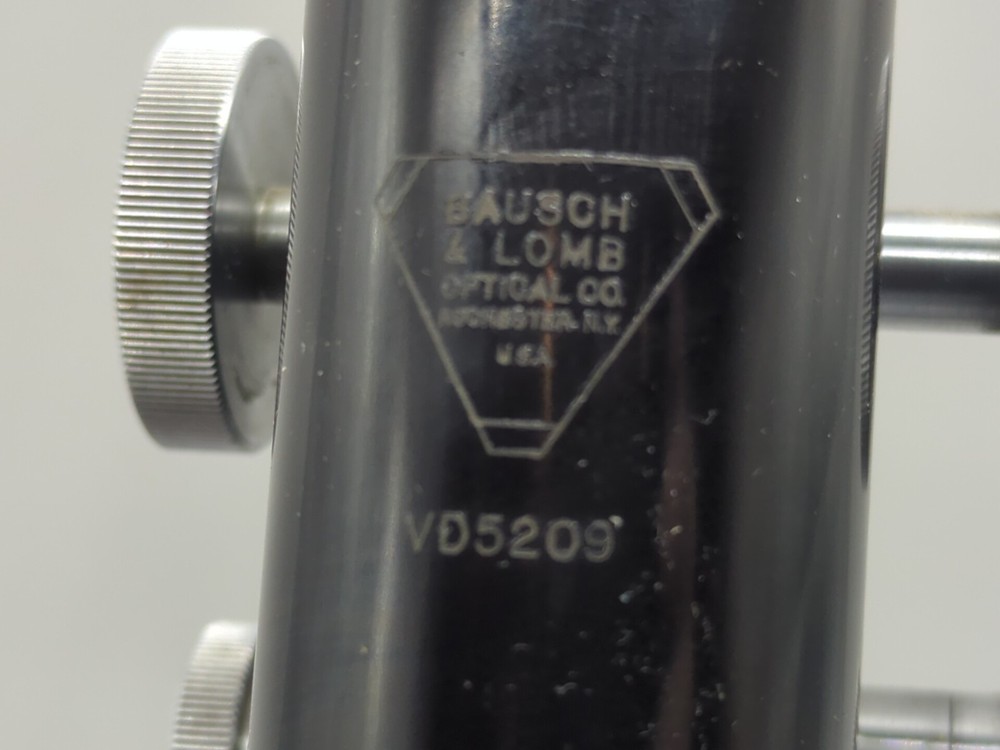 BAUSCH
& LOMB
OPTICAL CO.
ROCHESTER, N.Y.
U.S.A.
VD5209